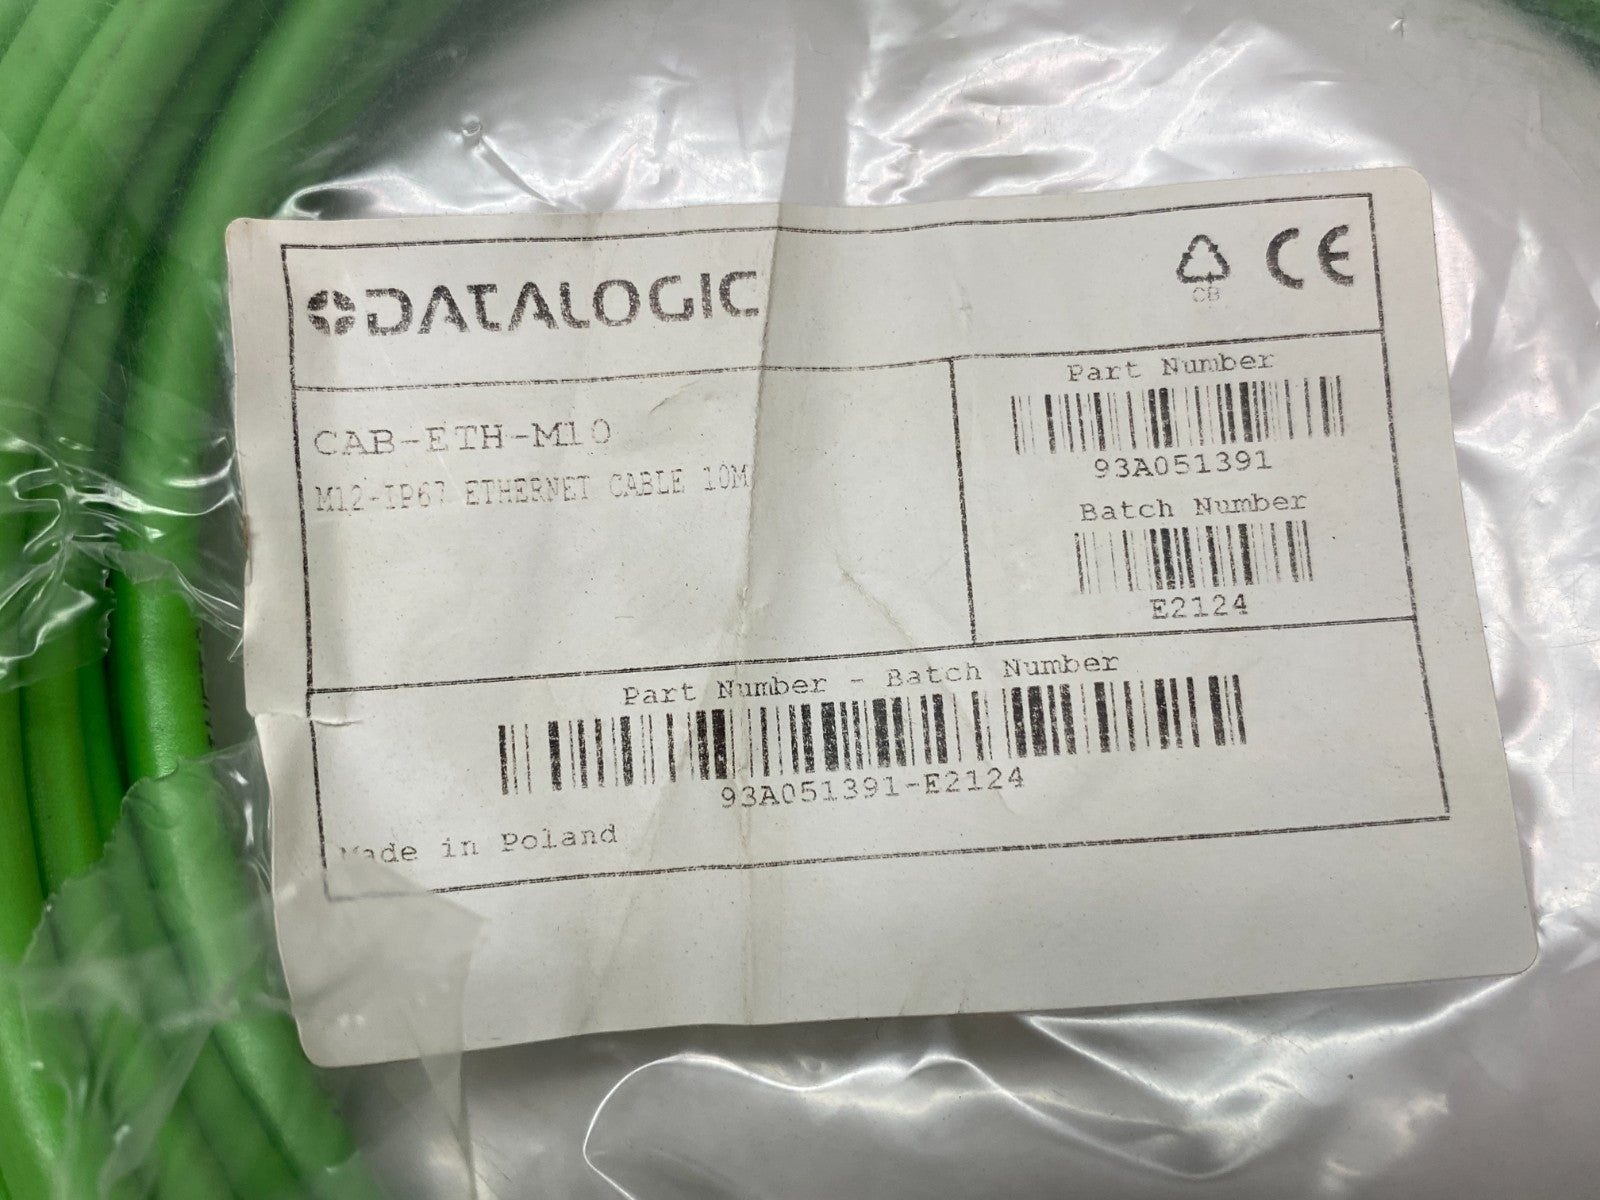 DATALOGIC
CB
CE
CAB-ETH-M10
M12-IP67 ETHERNET CABLE 10M
Part Number
93A051391
Batch Number
E2124
Part Number - Batch Number
93A051391-E2124
Made in Poland